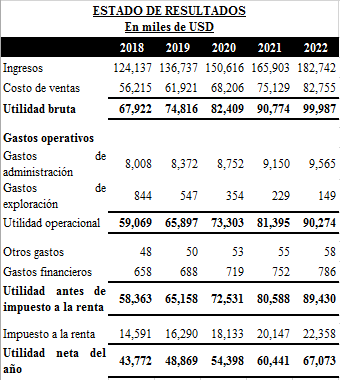 ESTADO DE RESULTADOS
En miles de USD
2018 2019 2020 2021 2022
Ingresos 124,137 136,737 150,616 165,903 182,742
Costo de ventas 56,215 61,921 68,206 75,129 82,755
Utilidad bruta 67,922 74,816 82,409 90,774 99,987
Gastos operativos
Gastos de
administración 8,008 8,372 8,752 9,150 9,565
Gastos de
exploración 844 547 354 229 149
Utilidad operacional 59,069 65,897 73,303 81,395 90,274
Otros gastos 48 50 53 55 58
Gastos financieros 658 688 719 752 786
Utilidad antes de
impuesto a la renta 58,363 65,158 72,531 80,588 89,430
Impuesto a la renta 14,591 16,290 18,133 20,147 22,358
Utilidad neta del
año 43,772 48,869 54,398 60,441 67,073